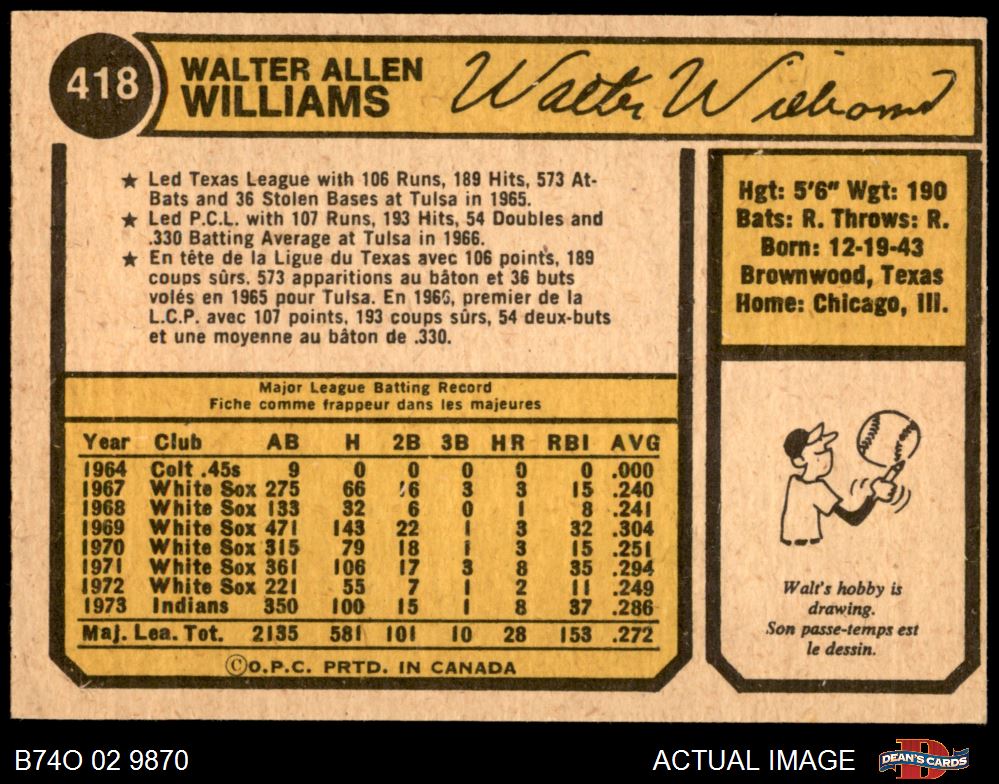 418
WALTER ALLEN
WILLIAMS
Walter Williams
★ Led Texas League with 106 Runs, 189 Hits, 573 At-
Bats and 36 Stolen Bases at Tulsa in 1965.
★ Led P.C.L. with 107 Runs, 193 Hits, 54 Doubles and
.330 Batting Average at Tulsa in 1966.
★ En tête de la Ligue du Texas avec 106 points, 189
coups sûrs, 573 apparitions au bâton et 36 buts
volés en 1965 pour Tulsa. En 1966, premier de la
L.C.P. avec 107 points, 193 coups sûrs, 54 deux-buts
et une moyenne au bâton de .330.
Hgt: 5'6" Wgt: 190
Bats: R. Throws: R.
Born: 12-19-43
Brownwood, Texas
Home: Chicago, Ill.
Major League Batting Record
Fiche comme frappeur dans les majeures
Year Club AB H 2B 3B HR RBI AVG
1964 Colt .45s 9 0 0 0 0 0 .000
1967 White Sox 275 66 16 3 3 15 .240
1968 White Sox 133 32 6 0 1 8 .241
1969 White Sox 471 143 22 1 3 32 .304
1970 White Sox 315 79 18 1 3 15 .251
1971 White Sox 361 106 17 3 8 35 .294
1972 White Sox 221 55 7 1 2 11 .249
1973 Indians 350 100 15 1 8 37 .286
Maj. Lea. Tot. 2135 581 101 10 28 153 .272
©O.P.C. PRTD. IN CANADA
Walt's hobby is
drawing.
Son passe-temps est
le dessin.
B74O 02 9870
ACTUAL IMAGE
DEAN'S CARDS